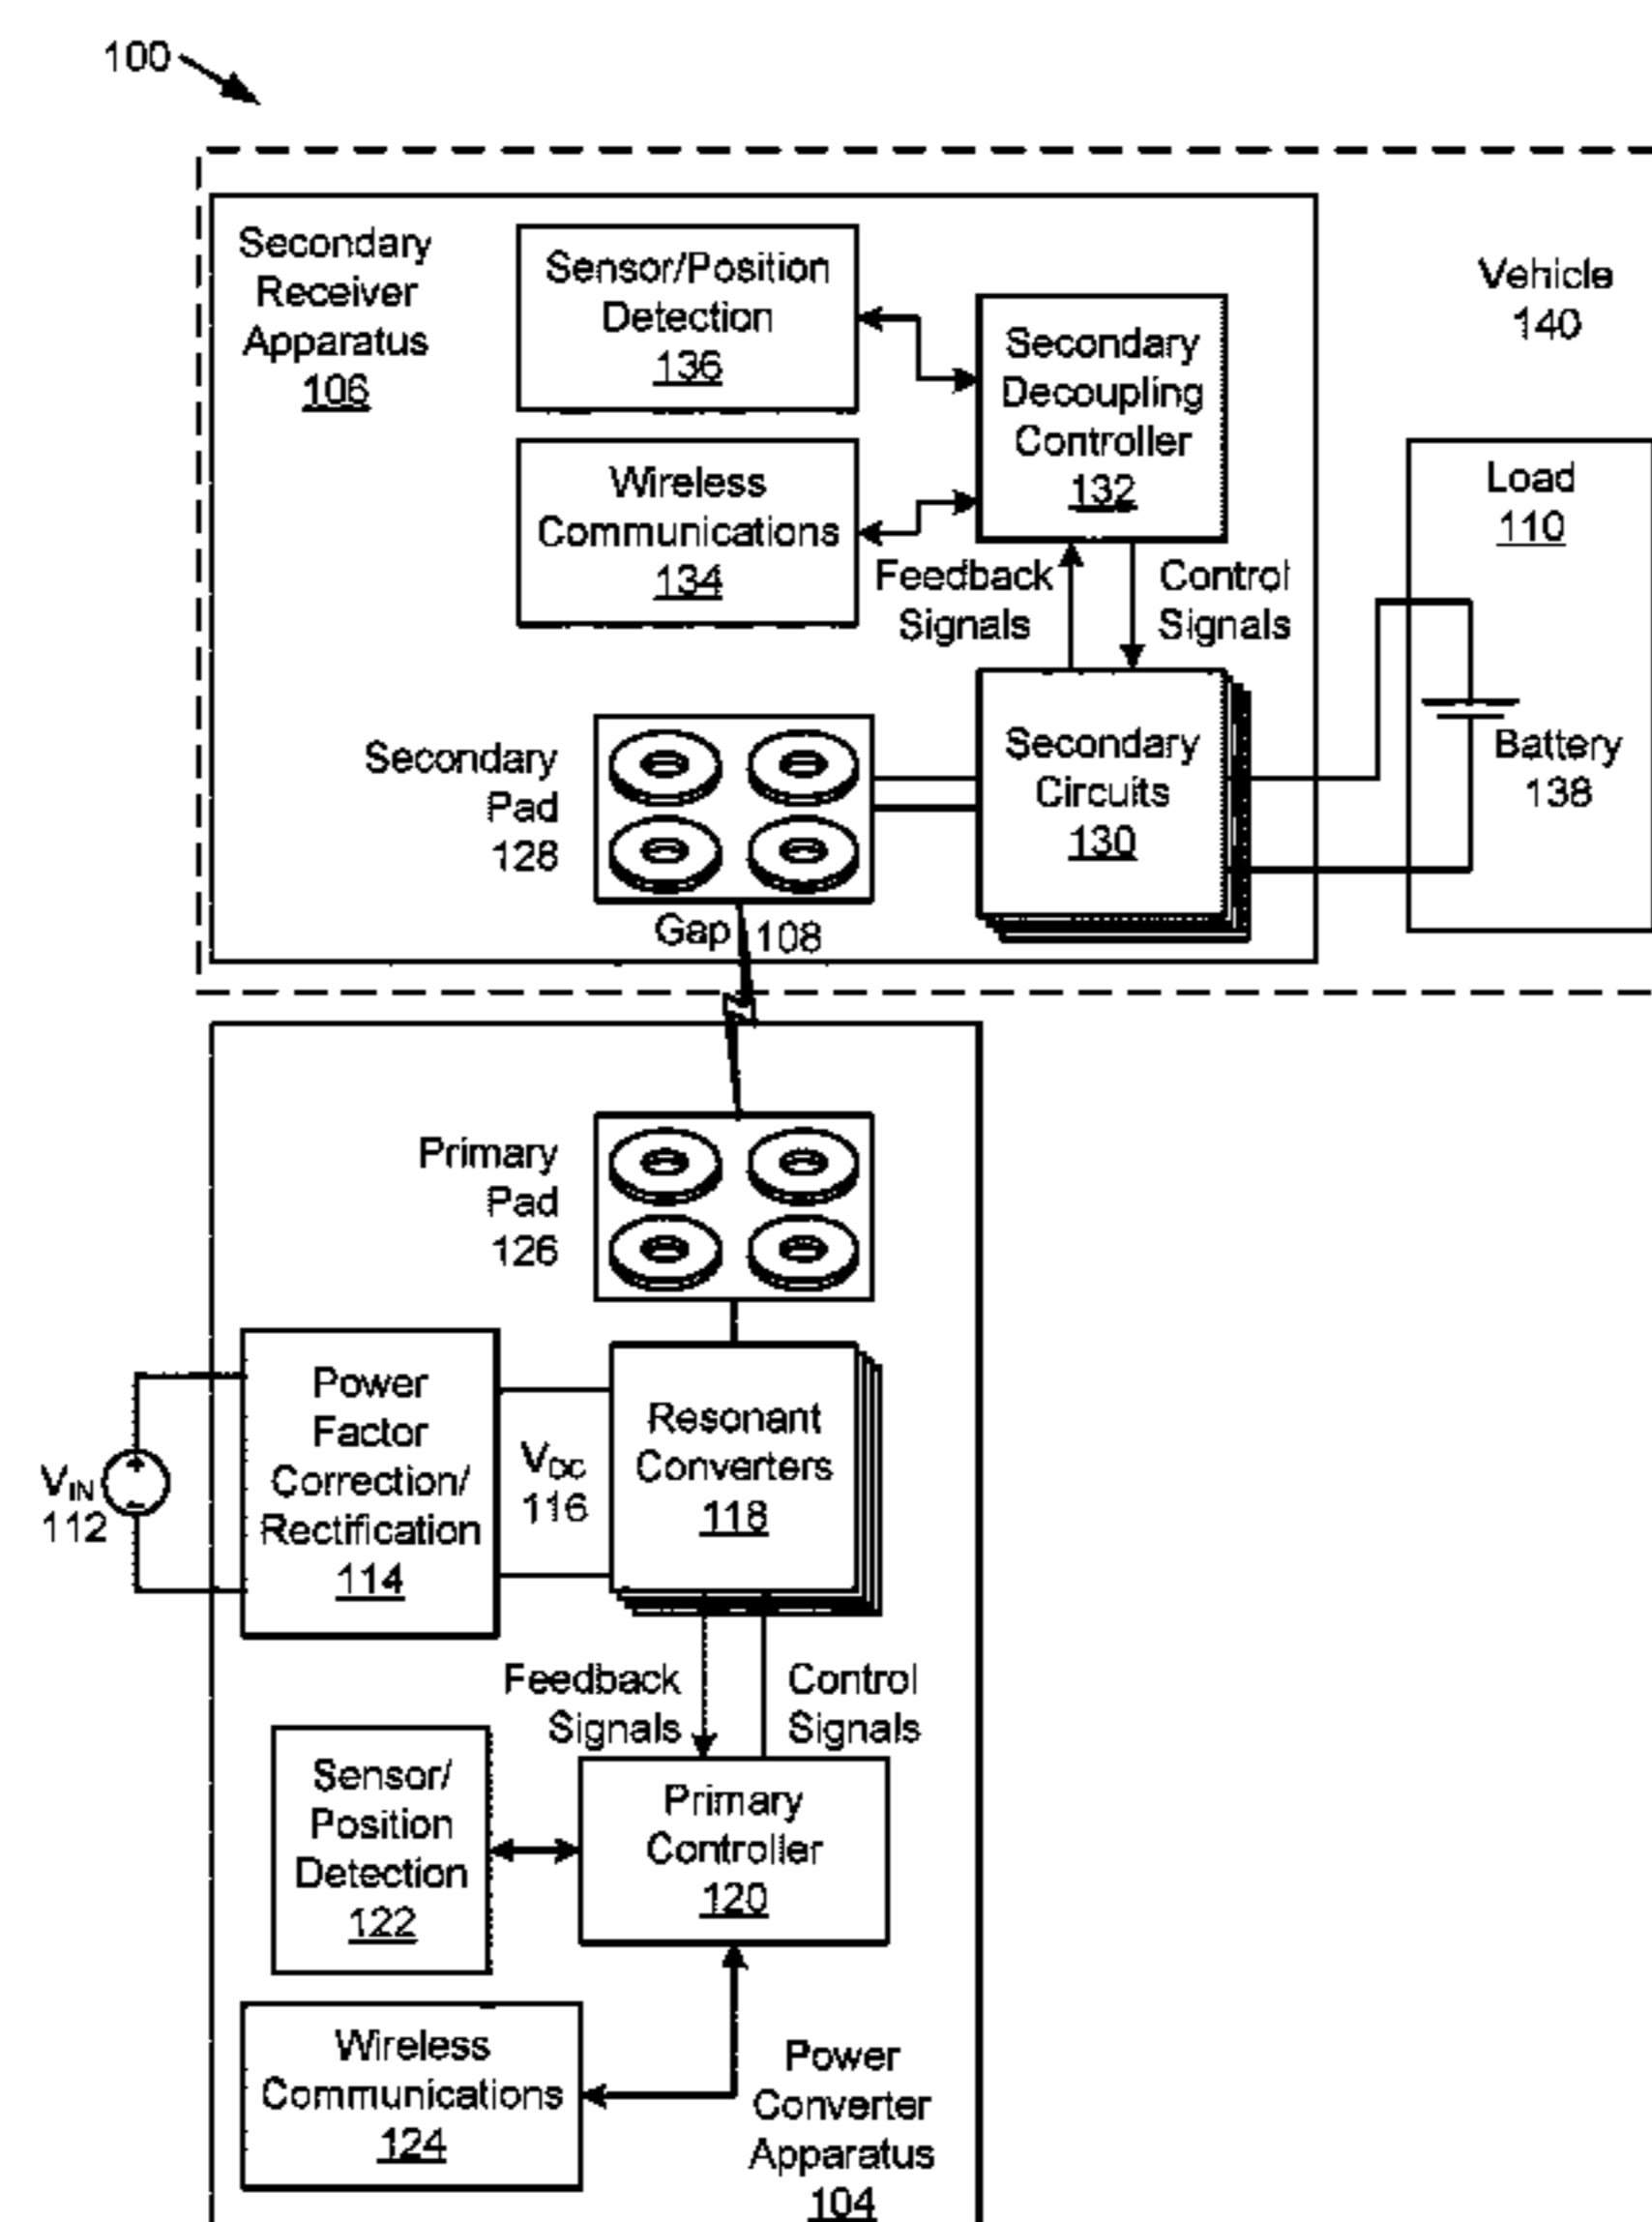 100
Secondary
Receiver
Apparatus
106
Sensor/Position
Detection
136
Wireless
Communications
134
Secondary
Decoupling
Controller
132
Feedback
Signals
Control
Signals
Vehicle
140
Load
110
Battery
138
Secondary
Pad
128
Secondary
Circuits
130
Gap 108
Primary
Pad
126
Power
Factor
Correction/
Rectification
114
VIN
112
VDC
116
Resonant
Converters
118
Feedback
Signals
Control
Signals
Sensor/
Position
Detection
122
Primary
Controller
120
Wireless
Communications
124
Power
Converter
Apparatus
104